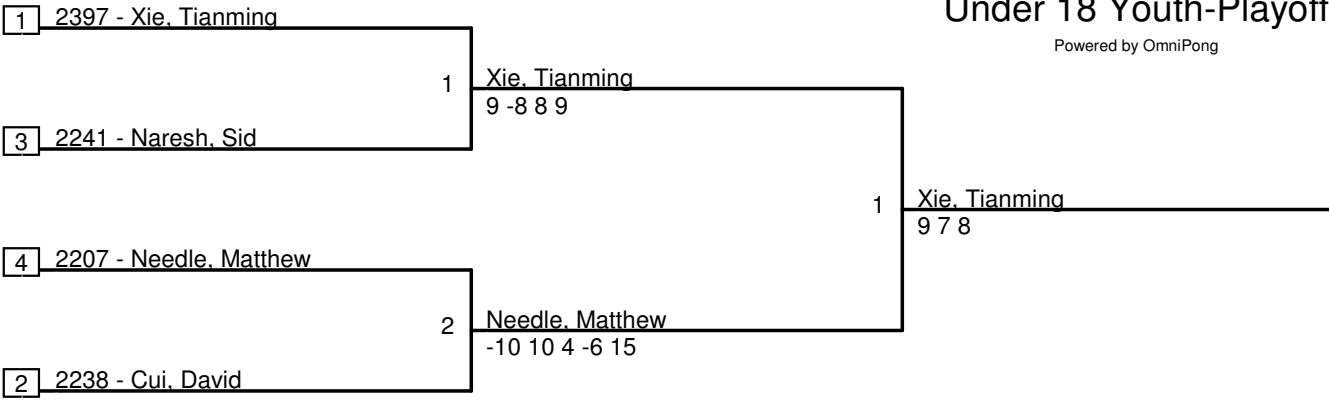 Under 18 Youth-Playoff
Powered by OmniPong
1 2397 - Xie, Tianming
1 Xie, Tianming
9 -8 8 9
3 2241 - Naresh, Sid
1 Xie, Tianming
9 7 8
4 2207 - Needle, Matthew
2 Needle, Matthew
-10 10 4 -6 15
2 2238 - Cui, David